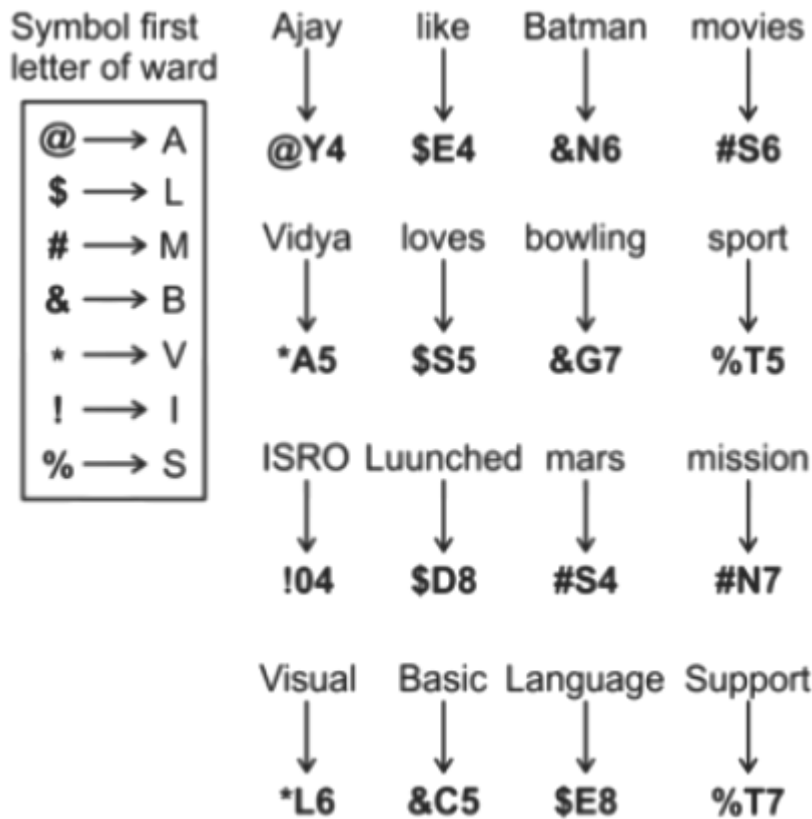 Symbol first
letter of ward
@ → A
$ → L
# → M
& → B
* → V
! → I
% → S
Ajay like Batman movies
@Y4 $E4 &N6 #S6
Vidya loves bowling sport
*A5 $S5 &G7 %T5
ISRO Luunched mars mission
!04 $D8 #S4 #N7
Visual Basic Language Support
*L6 &C5 $E8 %T7